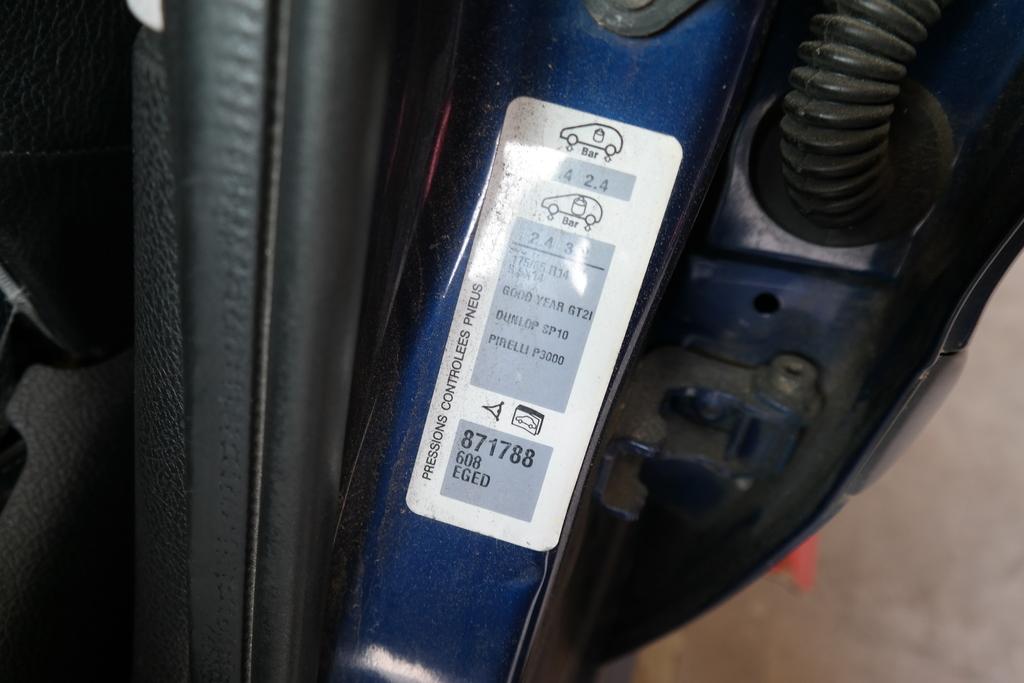 Bar
2.4
Bar
2.4 3
GOOD YEAR GT2
DUNLOP SP10
PIRELLI P3000
PRESSIONS CONTROLEES PNEUS
871788
608
EGED